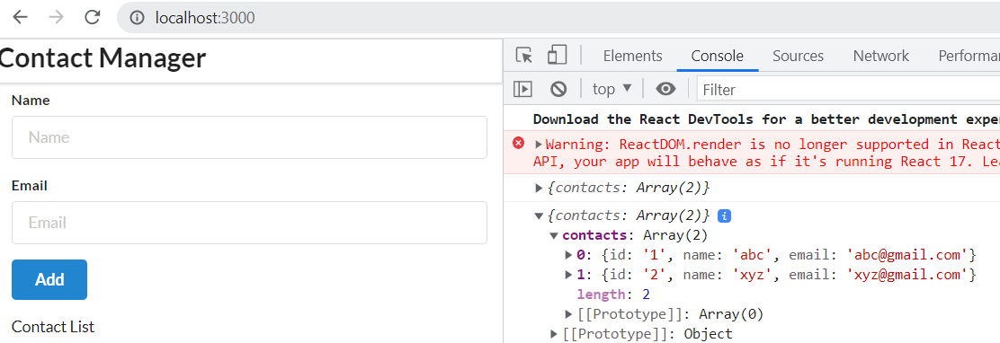 localhost:3000
Contact Manager
Name
Name
Email
Email
Add
Contact List
Elements Console Sources Network Performa
top ▼ Filter
Download the React DevTools for a better development expe
▶Warning: ReactDOM.render is no longer supported in React
API, your app will behave as if it's running React 17. Lea
▶{contacts: Array(2)}
▼{contacts: Array(2)} i
▼contacts: Array(2)
▶0: {id: '1', name: 'abc', email: 'abc@gmail.com'}
▶1: {id: '2', name: 'xyz', email: 'xyz@gmail.com'}
length: 2
▶[[Prototype]]: Array(0)
▶[[Prototype]]: Object